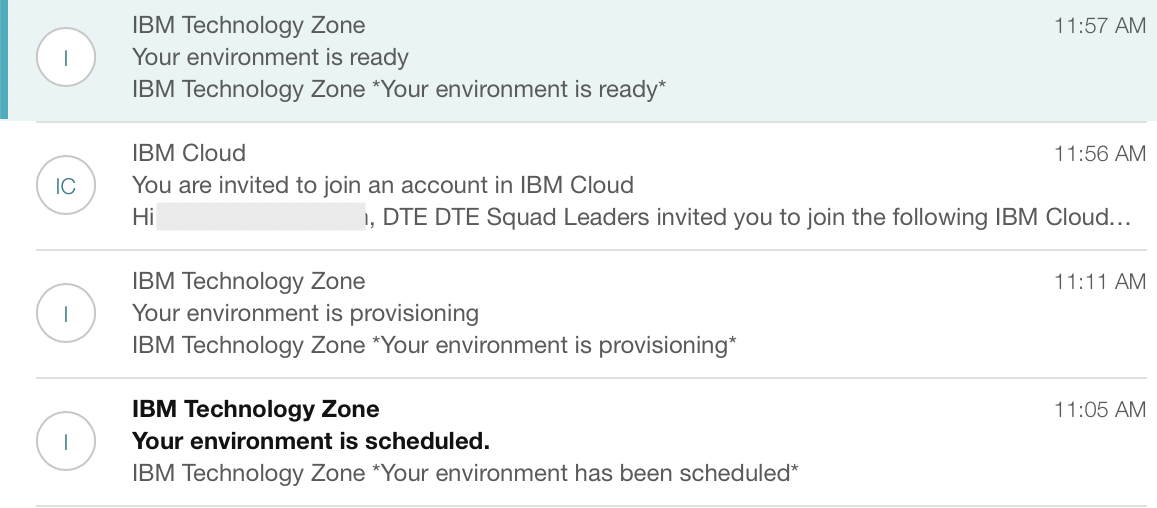 IBM Technology Zone
11:57 AM
I
Your environment is ready
IBM Technology Zone *Your environment is ready*
IBM Cloud
11:56 AM
IC
You are invited to join an account in IBM Cloud
Hi , DTE DTE Squad Leaders invited you to join the following IBM Cloud...
IBM Technology Zone
11:11 AM
I
Your environment is provisioning
IBM Technology Zone *Your environment is provisioning*
IBM Technology Zone
11:05 AM
I
Your environment is scheduled.
IBM Technology Zone *Your environment has been scheduled*